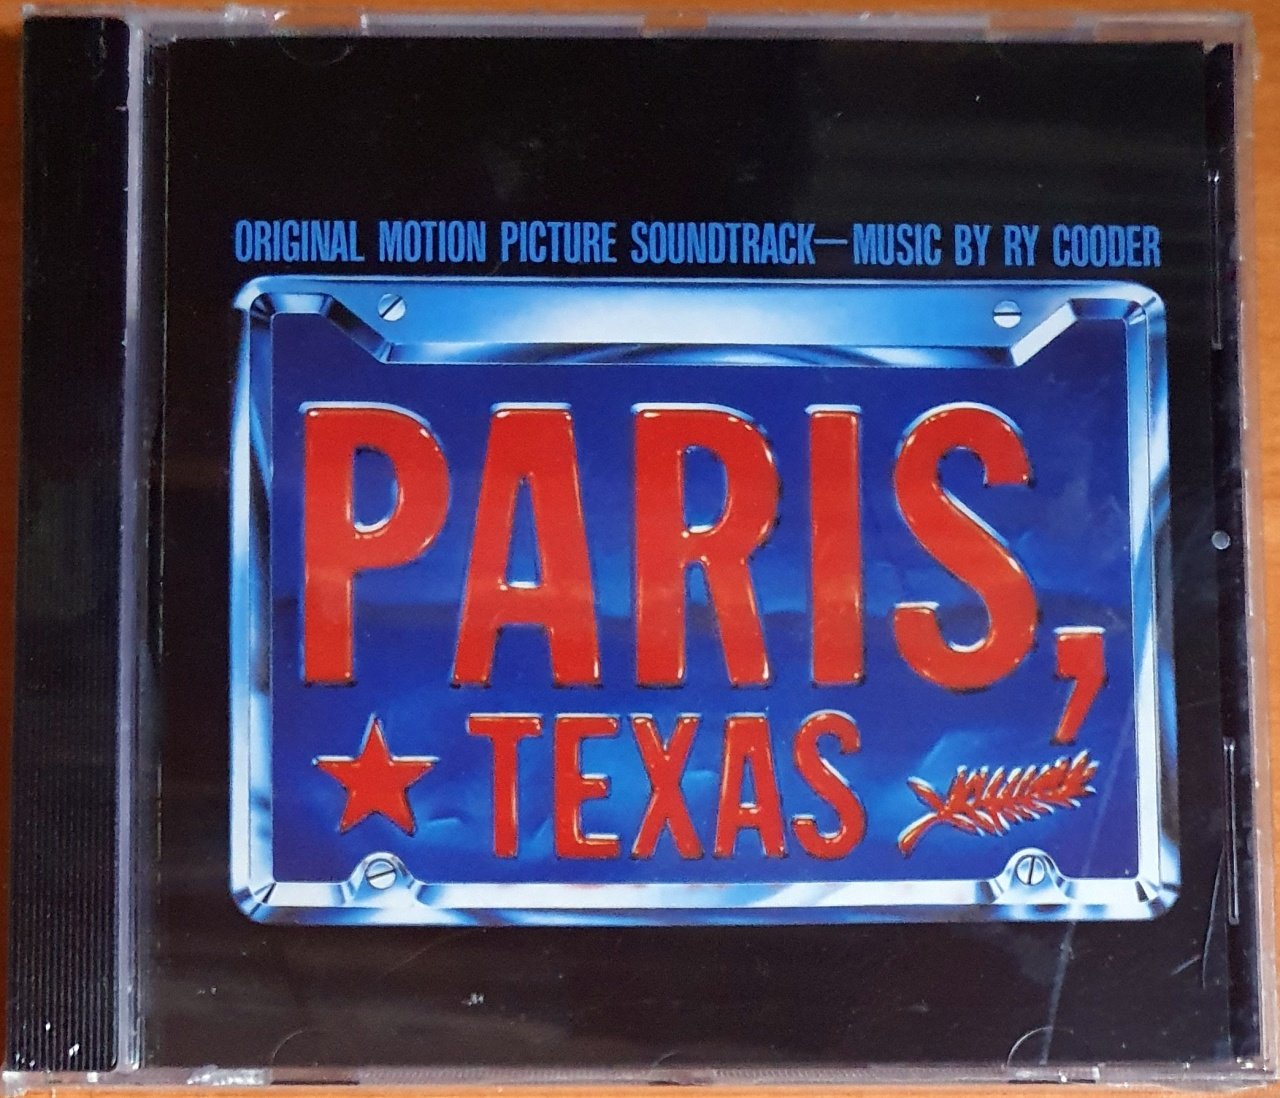 ORIGINAL MOTION PICTURE SOUNDTRACK—MUSIC BY RY COODER
PARIS,
TEXAS